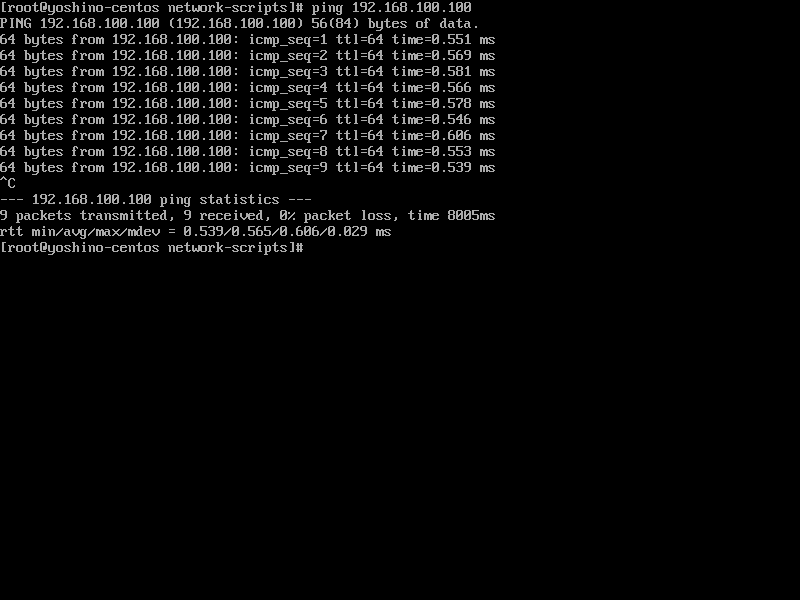 [root@yoshino-centos network-scripts]# ping 192.168.100.100
PING 192.168.100.100 (192.168.100.100) 56(84) bytes of data.
64 bytes from 192.168.100.100: icmp_seq=1 ttl=64 time=0.551 ms
64 bytes from 192.168.100.100: icmp_seq=2 ttl=64 time=0.569 ms
64 bytes from 192.168.100.100: icmp_seq=3 ttl=64 time=0.581 ms
64 bytes from 192.168.100.100: icmp_seq=4 ttl=64 time=0.566 ms
64 bytes from 192.168.100.100: icmp_seq=5 ttl=64 time=0.578 ms
64 bytes from 192.168.100.100: icmp_seq=6 ttl=64 time=0.546 ms
64 bytes from 192.168.100.100: icmp_seq=7 ttl=64 time=0.606 ms
64 bytes from 192.168.100.100: icmp_seq=8 ttl=64 time=0.553 ms
64 bytes from 192.168.100.100: icmp_seq=9 ttl=64 time=0.539 ms
^C
--- 192.168.100.100 ping statistics ---
9 packets transmitted, 9 received, 0% packet loss, time 8005ms
rtt min/avg/max/mdev = 0.539/0.565/0.606/0.029 ms
[root@yoshino-centos network-scripts]#